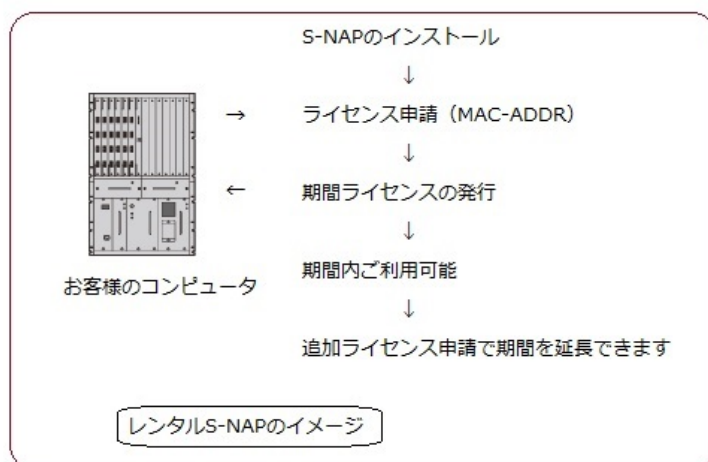 S-NAPのインストール
↓
→ ライセンス申請（MAC-ADDR）
↓
← 期間ライセンスの発行
↓
期間内ご利用可能
お客様のコンピュータ
↓
追加ライセンス申請で期間を延長できます
レンタルS-NAPのイメージ